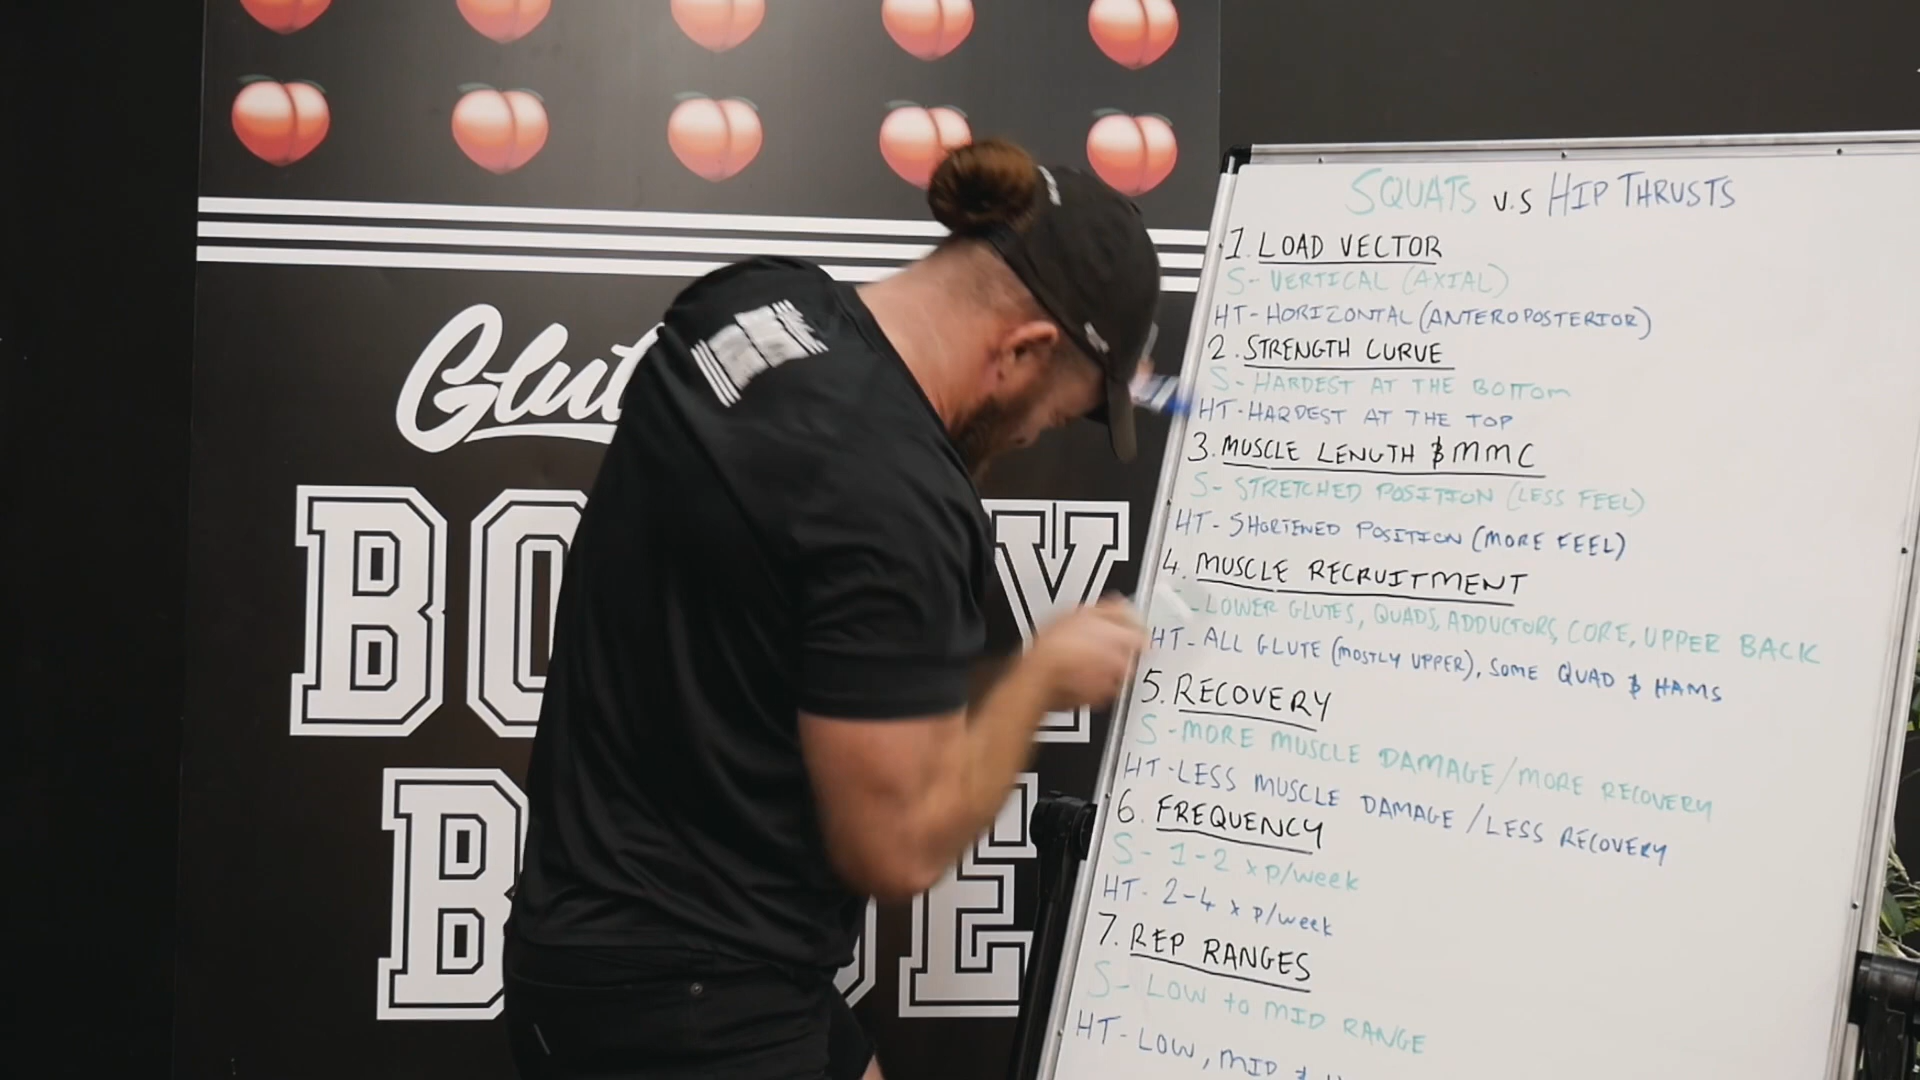 SQUATS v.s HIP THRUSTS
1. LOAD VECTOR
S- VERTICAL (AXIAL)
HT- HORIZONTAL (ANTEROPOSTERIOR)
2. STRENGTH CURVE
S- HARDEST AT THE BOTTOM
HT- HARDEST AT THE TOP
3. MUSCLE LENGTH & MMC
S- STRETCHED POSITION (LESS FEEL)
HT- SHORTENED POSITION (MORE FEEL)
4. MUSCLE RECRUITMENT
- LOWER GLUTES, QUADS, ADDUCTORS, CORE, UPPER BACK
HT- ALL GLUTE (MOSTLY UPPER), SOME QUAD & HAMS
5. RECOVERY
S - MORE MUSCLE DAMAGE/MORE RECOVERY
HT- LESS MUSCLE DAMAGE/LESS RECOVERY
6. FREQUENCY
S- 1-2 x p/week
HT- 2-4 x p/week
7. REP RANGES
S- LOW to MID RANGE
HT- LOW, MID &